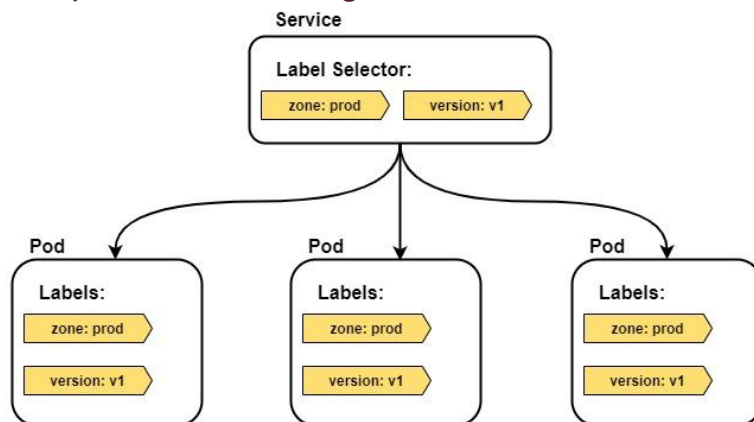 Service
Label Selector:
zone: prod version: v1
Pod Pod Pod
Labels: Labels: Labels:
zone: prod zone: prod zone: prod
version: v1 version: v1 version: v1